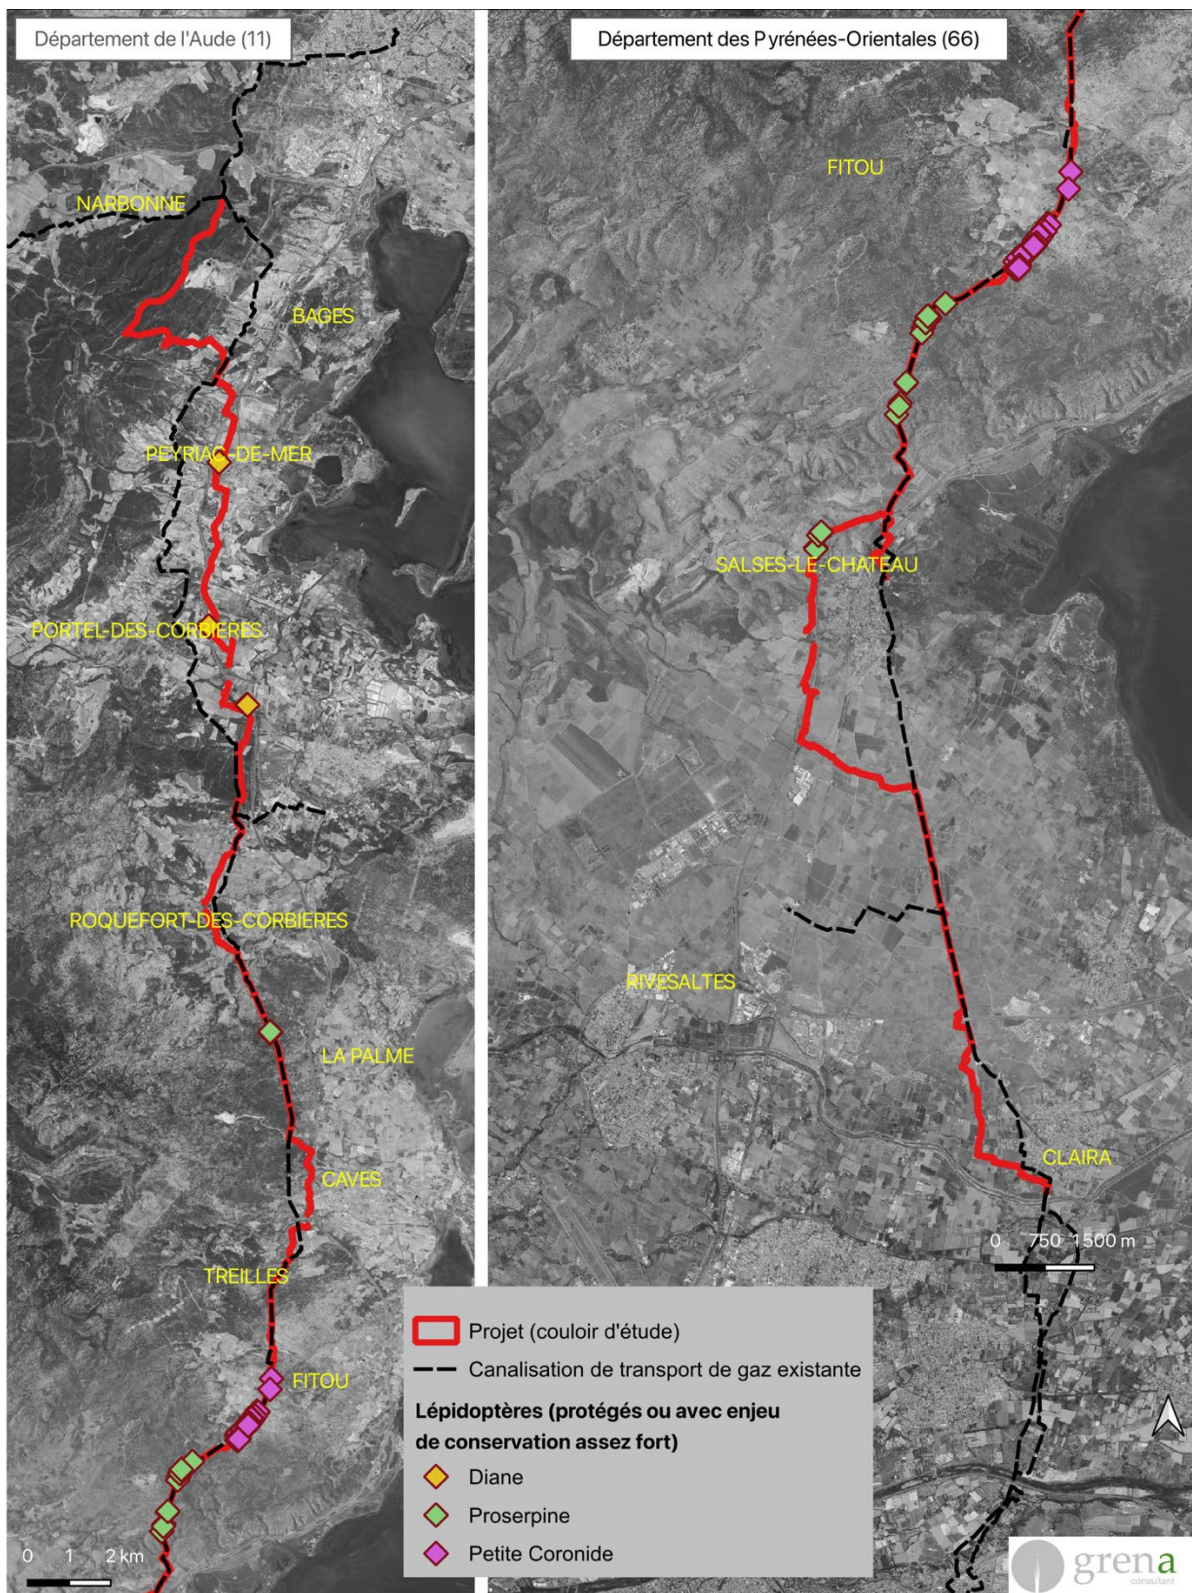 Département de l'Aude (11)
NARBONNE
BAGES
PEYRIAC-DE-MER
PORTEL-DES-CORBIERES
ROQUEFORT-DES-CORBIERES
LA PALME
CAVES
TREILLES
FITOU
0 1 2 km
Département des Pyrénées-Orientales (66)
FITOU
SALSES-LE-CHATEAU
RIVESALTES
CLAIRA
0 750 1 500 m
Projet (couloir d'étude)
Canalisation de transport de gaz existante
Lépidoptères (protégés ou avec enjeu
de conservation assez fort)
Diane
Proserpine
Petite Coronide
grena
consultant